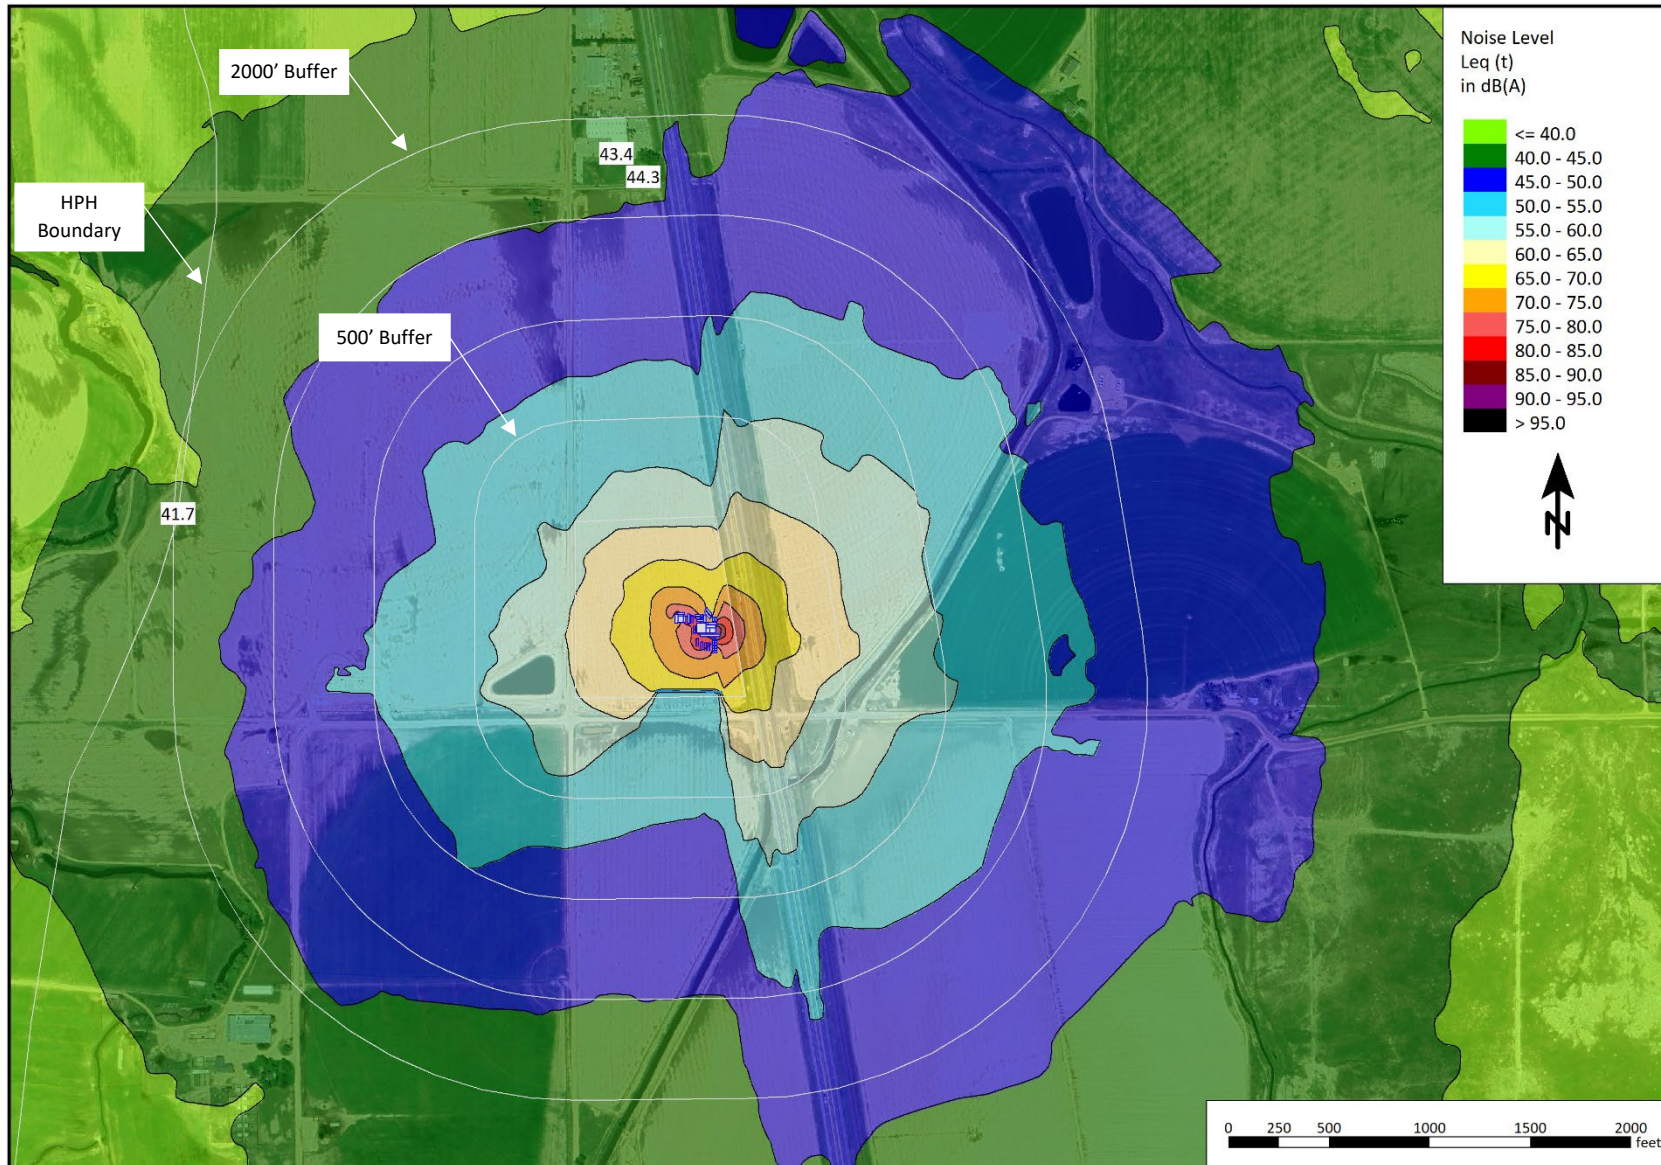 2000’ Buffer
HPH
Boundary
500’ Buffer
43.4
44.3
41.7
Noise Level
Leq (t)
in dB(A)
<= 40.0
40.0 - 45.0
45.0 - 50.0
50.0 - 55.0
55.0 - 60.0
60.0 - 65.0
65.0 - 70.0
70.0 - 75.0
75.0 - 80.0
80.0 - 85.0
85.0 - 90.0
90.0 - 95.0
> 95.0
N
0 250 500 1000 1500 2000
feet